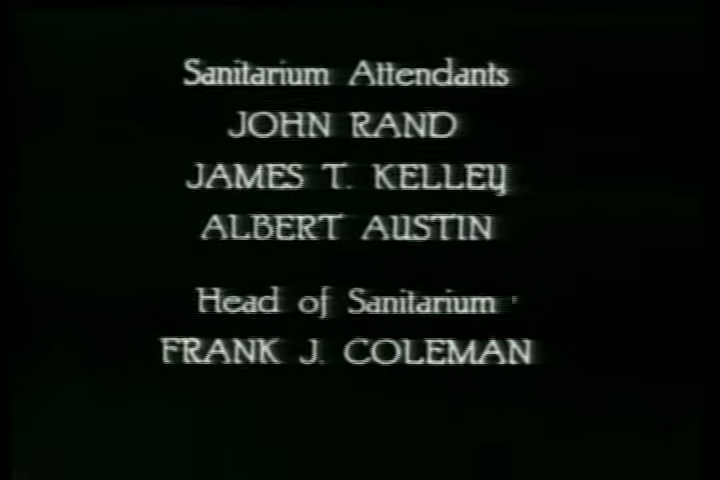 Sanitarium Attendants
JOHN RAND
JAMES T. KELLEY
ALBERT AUSTIN
Head of Sanitarium
FRANK J. COLEMAN